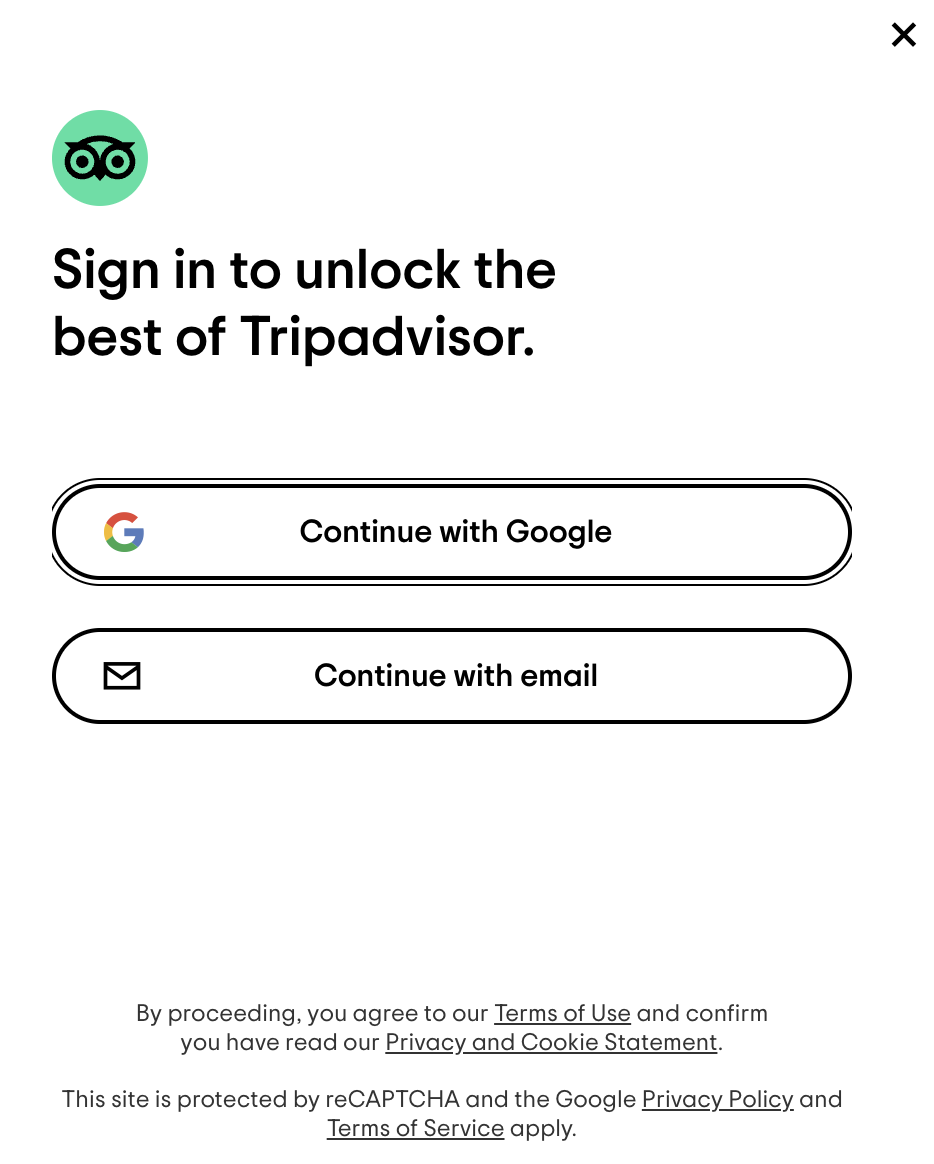 Sign in to unlock the
best of Tripadvisor.
Continue with Google
Continue with email
By proceeding, you agree to our Terms of Use and confirm
you have read our Privacy and Cookie Statement.
This site is protected by reCAPTCHA and the Google Privacy Policy and
Terms of Service apply.